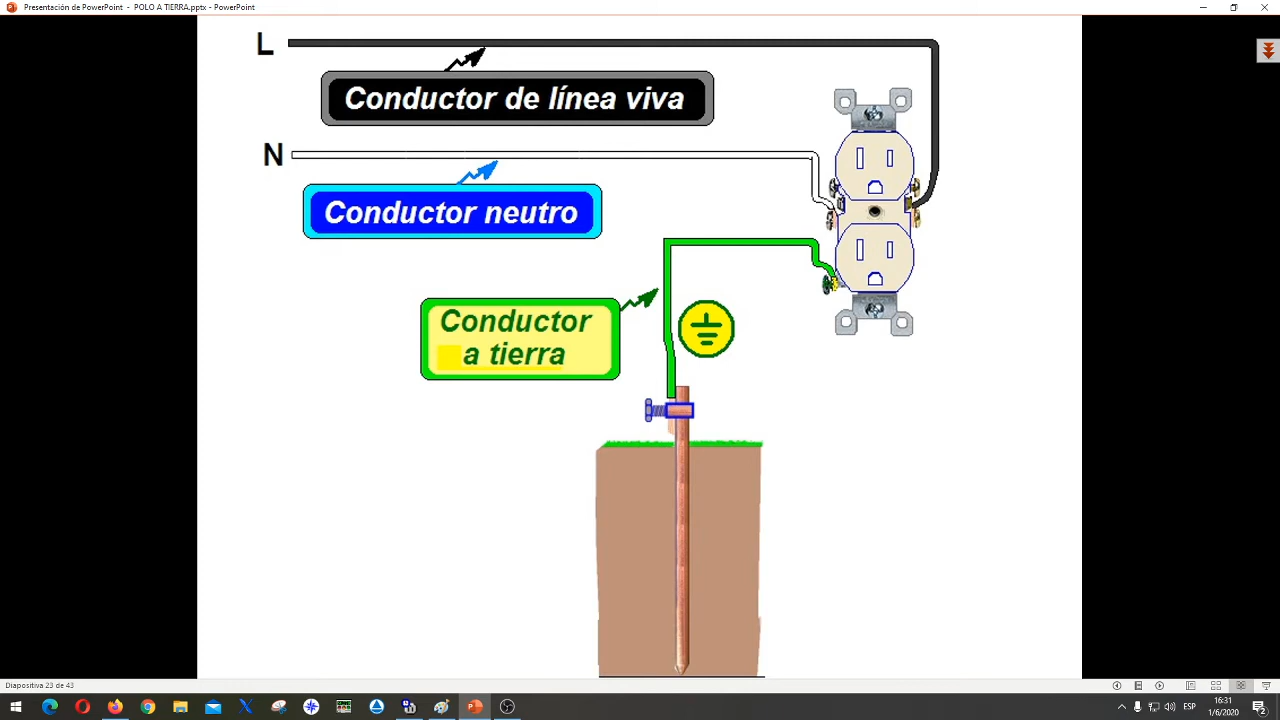 Presentación de PowerPoint - POLO A TIERRA.pptx - PowerPoint
L
Conductor de línea viva
N
Conductor neutro
Conductor
a tierra
Diapositiva 23 de 43
ESP
16:31
1/6/2020
2